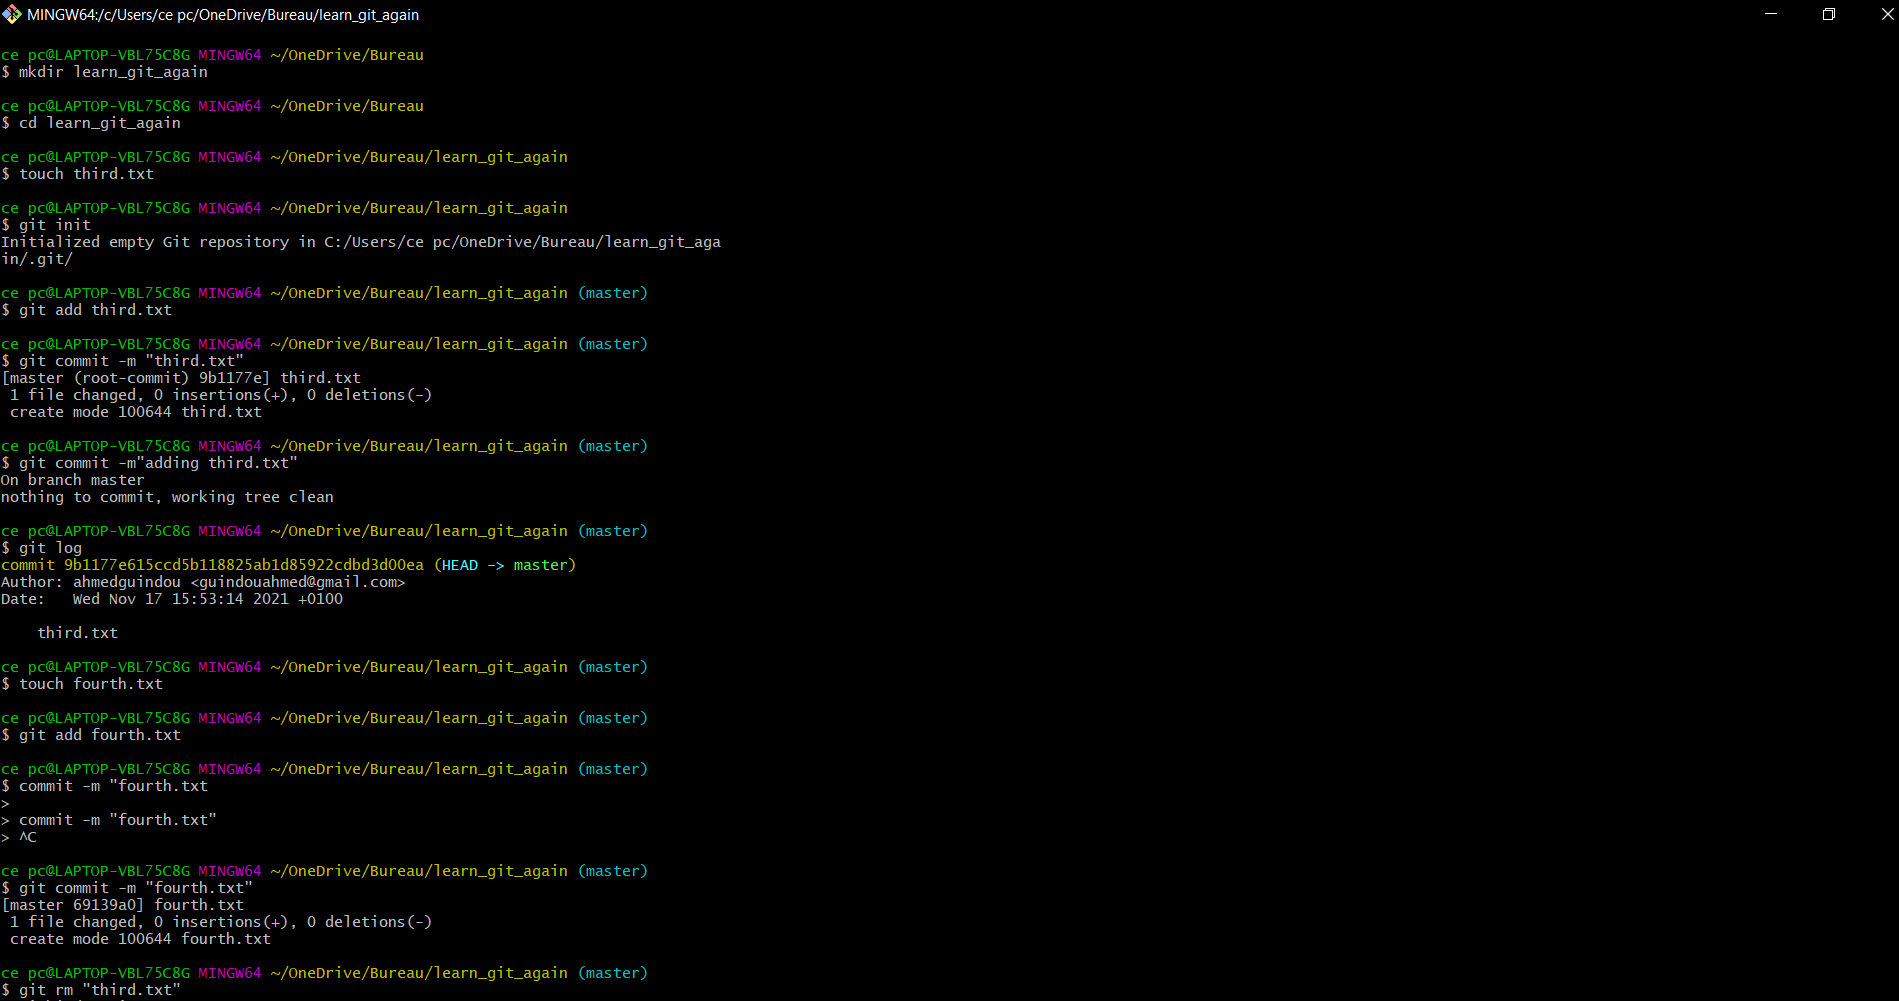 MINGW64:/c/Users/ce pc/OneDrive/Bureau/learn_git_again
ce pc@LAPTOP-VBL75C8G MINGW64 ~/OneDrive/Bureau
$ mkdir learn_git_again
ce pc@LAPTOP-VBL75C8G MINGW64 ~/OneDrive/Bureau
$ cd learn_git_again
ce pc@LAPTOP-VBL75C8G MINGW64 ~/OneDrive/Bureau/learn_git_again
$ touch third.txt
ce pc@LAPTOP-VBL75C8G MINGW64 ~/OneDrive/Bureau/learn_git_again
$ git init
Initialized empty Git repository in C:/Users/ce pc/OneDrive/Bureau/learn_git_aga
in/.git/
ce pc@LAPTOP-VBL75C8G MINGW64 ~/OneDrive/Bureau/learn_git_again (master)
$ git add third.txt
ce pc@LAPTOP-VBL75C8G MINGW64 ~/OneDrive/Bureau/learn_git_again (master)
$ git commit -m "third.txt"
[master (root-commit) 9b1177e] third.txt
 1 file changed, 0 insertions(+), 0 deletions(-)
 create mode 100644 third.txt
ce pc@LAPTOP-VBL75C8G MINGW64 ~/OneDrive/Bureau/learn_git_again (master)
$ git commit -m"adding third.txt"
On branch master
nothing to commit, working tree clean
ce pc@LAPTOP-VBL75C8G MINGW64 ~/OneDrive/Bureau/learn_git_again (master)
$ git log
commit 9b1177e615ccd5b118825ab1d85922cdbd3d00ea (HEAD -> master)
Author: ahmedguindou <guindouahmed@gmail.com>
Date:   Wed Nov 17 15:53:14 2021 +0100
    third.txt
ce pc@LAPTOP-VBL75C8G MINGW64 ~/OneDrive/Bureau/learn_git_again (master)
$ touch fourth.txt
ce pc@LAPTOP-VBL75C8G MINGW64 ~/OneDrive/Bureau/learn_git_again (master)
$ git add fourth.txt
ce pc@LAPTOP-VBL75C8G MINGW64 ~/OneDrive/Bureau/learn_git_again (master)
$ commit -m "fourth.txt
>
> commit -m "fourth.txt"
> ^C
ce pc@LAPTOP-VBL75C8G MINGW64 ~/OneDrive/Bureau/learn_git_again (master)
$ git commit -m "fourth.txt"
[master 69139a0] fourth.txt
 1 file changed, 0 insertions(+), 0 deletions(-)
 create mode 100644 fourth.txt
ce pc@LAPTOP-VBL75C8G MINGW64 ~/OneDrive/Bureau/learn_git_again (master)
$ git rm "third.txt"